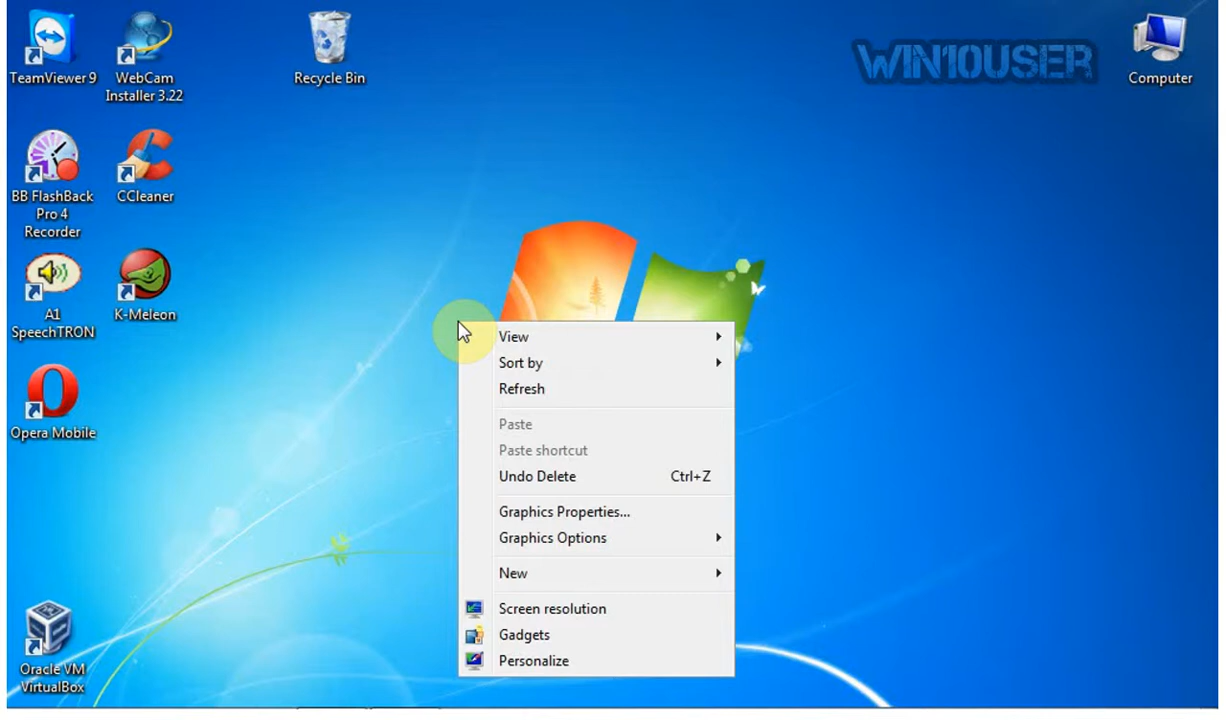 TeamViewer 9
WebCam
Installer 3.22
Recycle Bin
WIN10USER
Computer
BB FlashBack
Pro 4
Recorder
CCleaner
A1
SpeechTRON
K-Meleon
Opera Mobile
Oracle VM
VirtualBox
View
Sort by
Refresh
Paste
Paste shortcut
Undo Delete Ctrl+Z
Graphics Properties...
Graphics Options
New
Screen resolution
Gadgets
Personalize